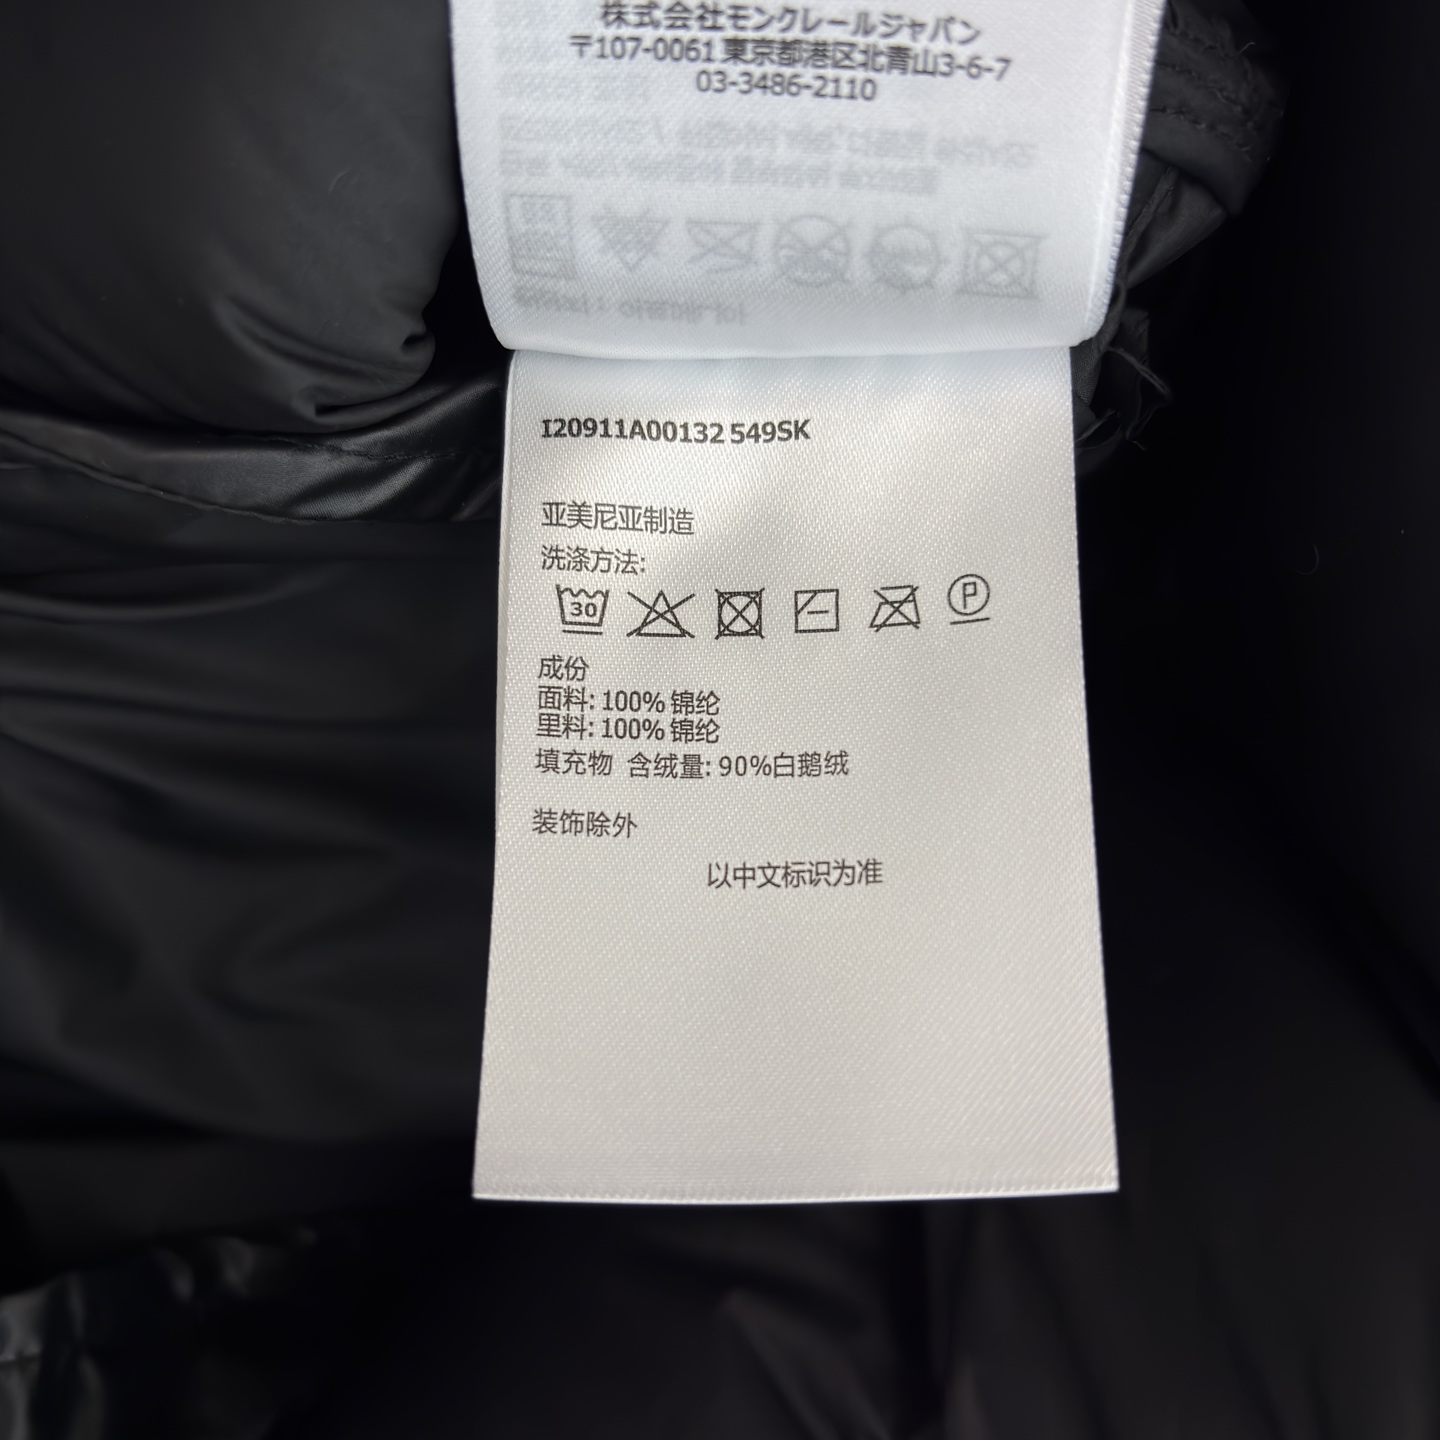 株式会社モンクレールジャパン
〒107-0061 東京都港区北青山3-6-7
03-3486-2110
I20911A00132 549SK
亚美尼亚制造
洗涤方法:
30 P
成份
面料: 100% 锦纶
里料: 100% 锦纶
填充物 含绒量: 90%白鹅绒
装饰除外
以中文标识为准